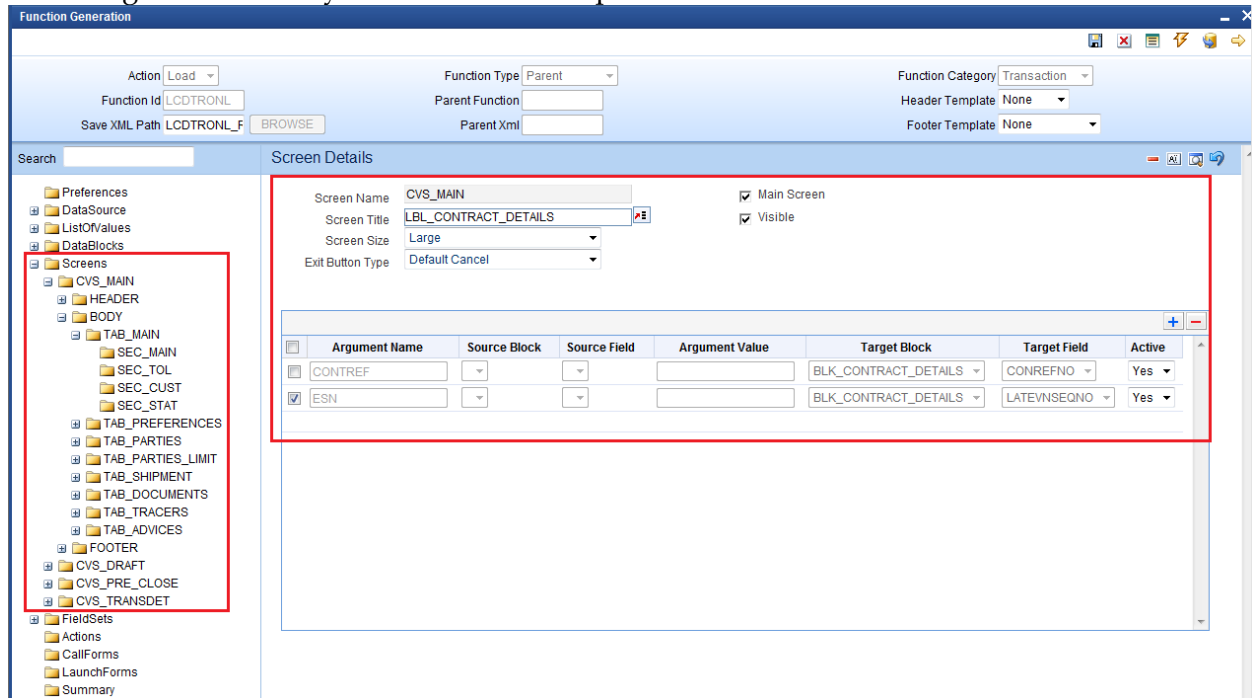 Function Generation
Action Load Function Type Parent Function Category Transaction
Function Id LCDTRONL Parent Function Header Template None
Save XML Path LCDTRONL_F BROWSE Parent Xml Footer Template None
Search Screen Details
Preferences
DataSource
ListOfValues
DataBlocks
Screens
CVS_MAIN
HEADER
BODY
TAB_MAIN
SEC_MAIN
SEC_TOL
SEC_CUST
SEC_STAT
TAB_PREFERENCES
TAB_PARTIES
TAB_PARTIES_LIMIT
TAB_SHIPMENT
TAB_DOCUMENTS
TAB_TRACERS
TAB_ADVICES
FOOTER
CVS_DRAFT
CVS_PRE_CLOSE
CVS_TRANSDET
FieldSets
Actions
CallForms
LaunchForms
Summary
Screen Name CVS_MAIN Main Screen
Screen Title LBL_CONTRACT_DETAILS Visible
Screen Size Large
Exit Button Type Default Cancel
Argument Name Source Block Source Field Argument Value Target Block Target Field Active
CONTREF BLK_CONTRACT_DETAILS CONREFNO Yes
ESN BLK_CONTRACT_DETAILS LATEVNSEQNO Yes